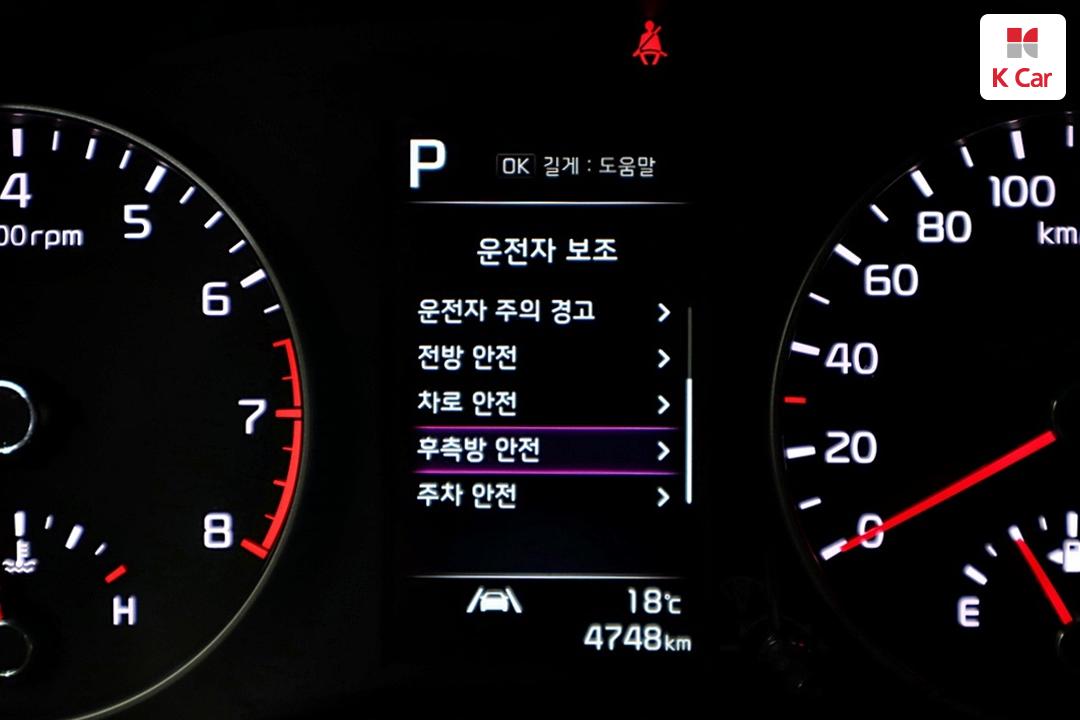 K Car
P
OK 길게 : 도움말
운전자 보조
운전자 주의 경고
전방 안전
차로 안전
후측방 안전
주차 안전
18℃
4748km
4
5
6
7
8
00rpm
H
100
80
60
40
20
0
km/
E